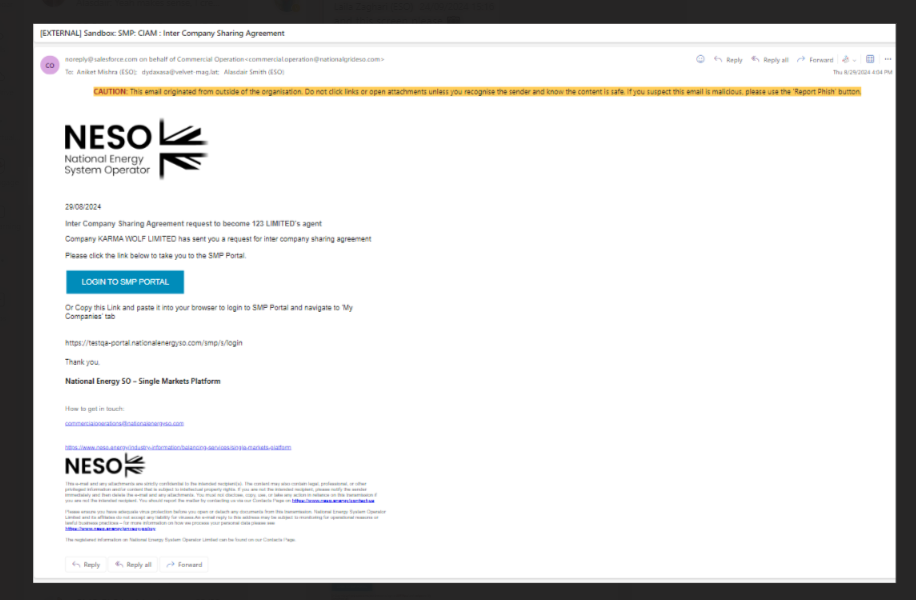 [EXTERNAL] Sandbox: SMP: CIAM : Inter Company Sharing Agreement
CO
noreply@salesforce.com on behalf of Commercial Operation <commercial.operation@nationalgrideso.com>
Reply
Reply all
Forward
To: Aniket Mishra (ESO); dydavasa@velvet-mag.lat; Alasdair Smith (ESO)
Thu 8/29/2024 4:04 PM
CAUTION: This email originated from outside of the organisation. Do not click links or open attachments unless you recognise the sender and know the content is safe. If you suspect this email is malicious, please use the 'Report Phish' button.
NESO
National Energy
System Operator
29/08/2024
Inter Company Sharing Agreement request to become 123 LIMITED's agent
Company KARMA WOLF LIMITED has sent you a request for inter company sharing agreement
Please click the link below to take you to the SMP Portal.
LOGIN TO SMP PORTAL
Or Copy this Link and paste it into your browser to login to SMP Portal and navigate to 'My
Companies' tab
https://testqa-portal.nationalenergyso.com/smp/s/login
Thank you.
National Energy SO – Single Markets Platform
How to get in touch:
commercialoperations@nationalenergyso.com
https://www.neso.energy/industry-information/balancing-services/single-markets-platform
NESO
This e-mail and any attachments are strictly confidential to the intended recipient(s). The content may also contain legal, professional, or other
privileged information and/or content that is subject to intellectual property rights. If you are not the intended recipient, please notify the sender
immediately and then delete the e-mail and any attachments. You must not disclose, copy, use, or take any action in reliance on this transmission if
you are not the intended recipient. You should report the matter by contacting us via our Contacts Page on https://www.neso.energy/contact-us
Please ensure you have adequate virus protection before you open or detach any documents from this transmission. National Energy System Operator
Limited and its affiliates do not accept any liability for viruses. An e-mail reply to this address may be subject to monitoring for operational reasons or
lawful business practices – for more information on how we process your personal data please see:
https://www.neso.energy/privacy-policy
The registered information on National Energy System Operator Limited can be found on our Contacts Page.
Reply
Reply all
Forward